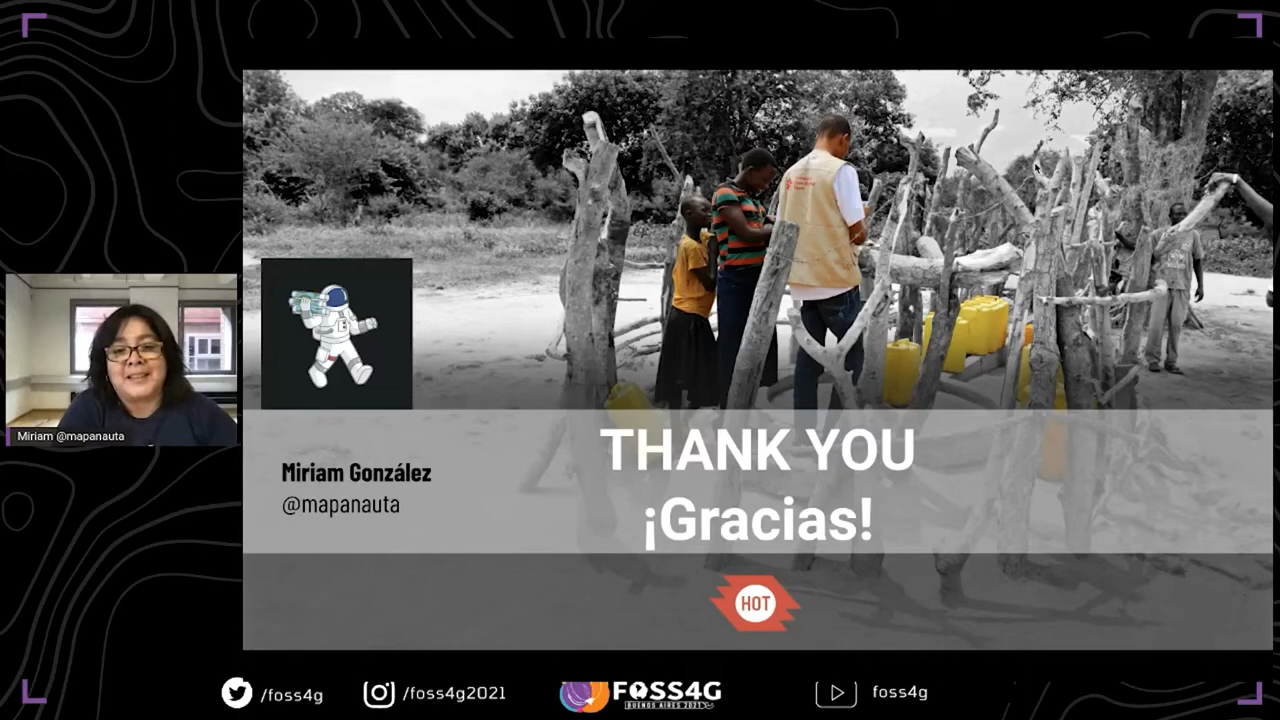 Miriam @mapanauta
Miriam González
@mapanauta
THANK YOU
¡Gracias!
HOT
/foss4g
/foss4g2021
FOSS4G
BUENOS AIRES 2021
foss4g